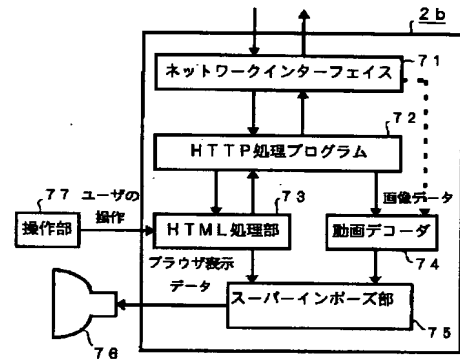 2b
71
ネットワークインターフェイス
72
HTTP処理プログラム
77
ユーザの
操作
73
画像データ
操作部
HTML処理部
動画デコーダ
ブラウザ表示
データ
74
スーパーインポーズ部
75
76